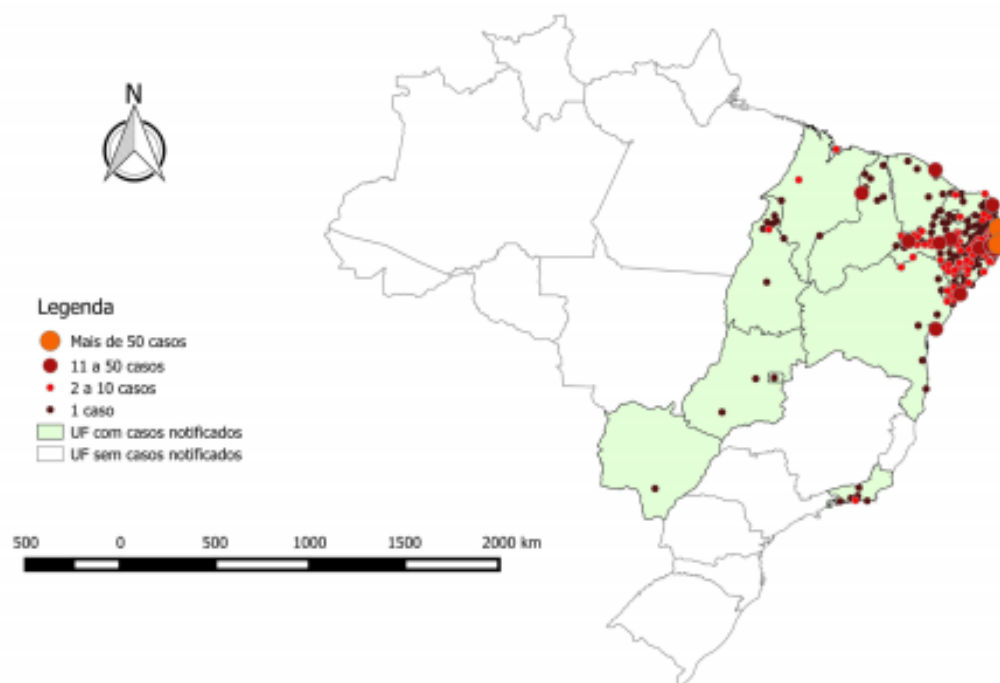 N
Legenda
Mais de 50 casos
11 a 50 casos
2 a 10 casos
1 caso
UF com casos notificados
UF sem casos notificados
500 0 500 1000 1500 2000 km